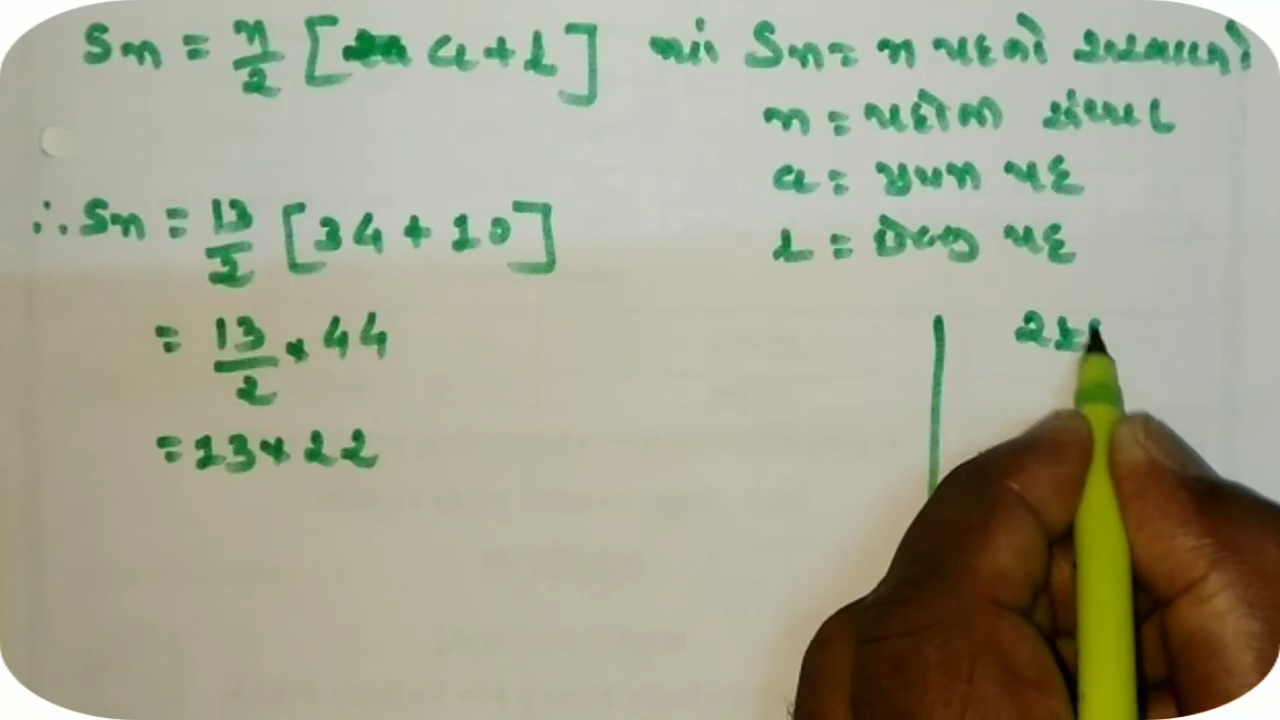 Sn = n/2 [a + l] જ્યાં Sn = n પદનો સરવાળો
n = પદોની સંખ્યા
a = પ્રથમ પદ
l = છેલ્લુ પદ
∴ Sn = 13/2 [34 + 10]
= 13/2 × 44
= 13 × 22